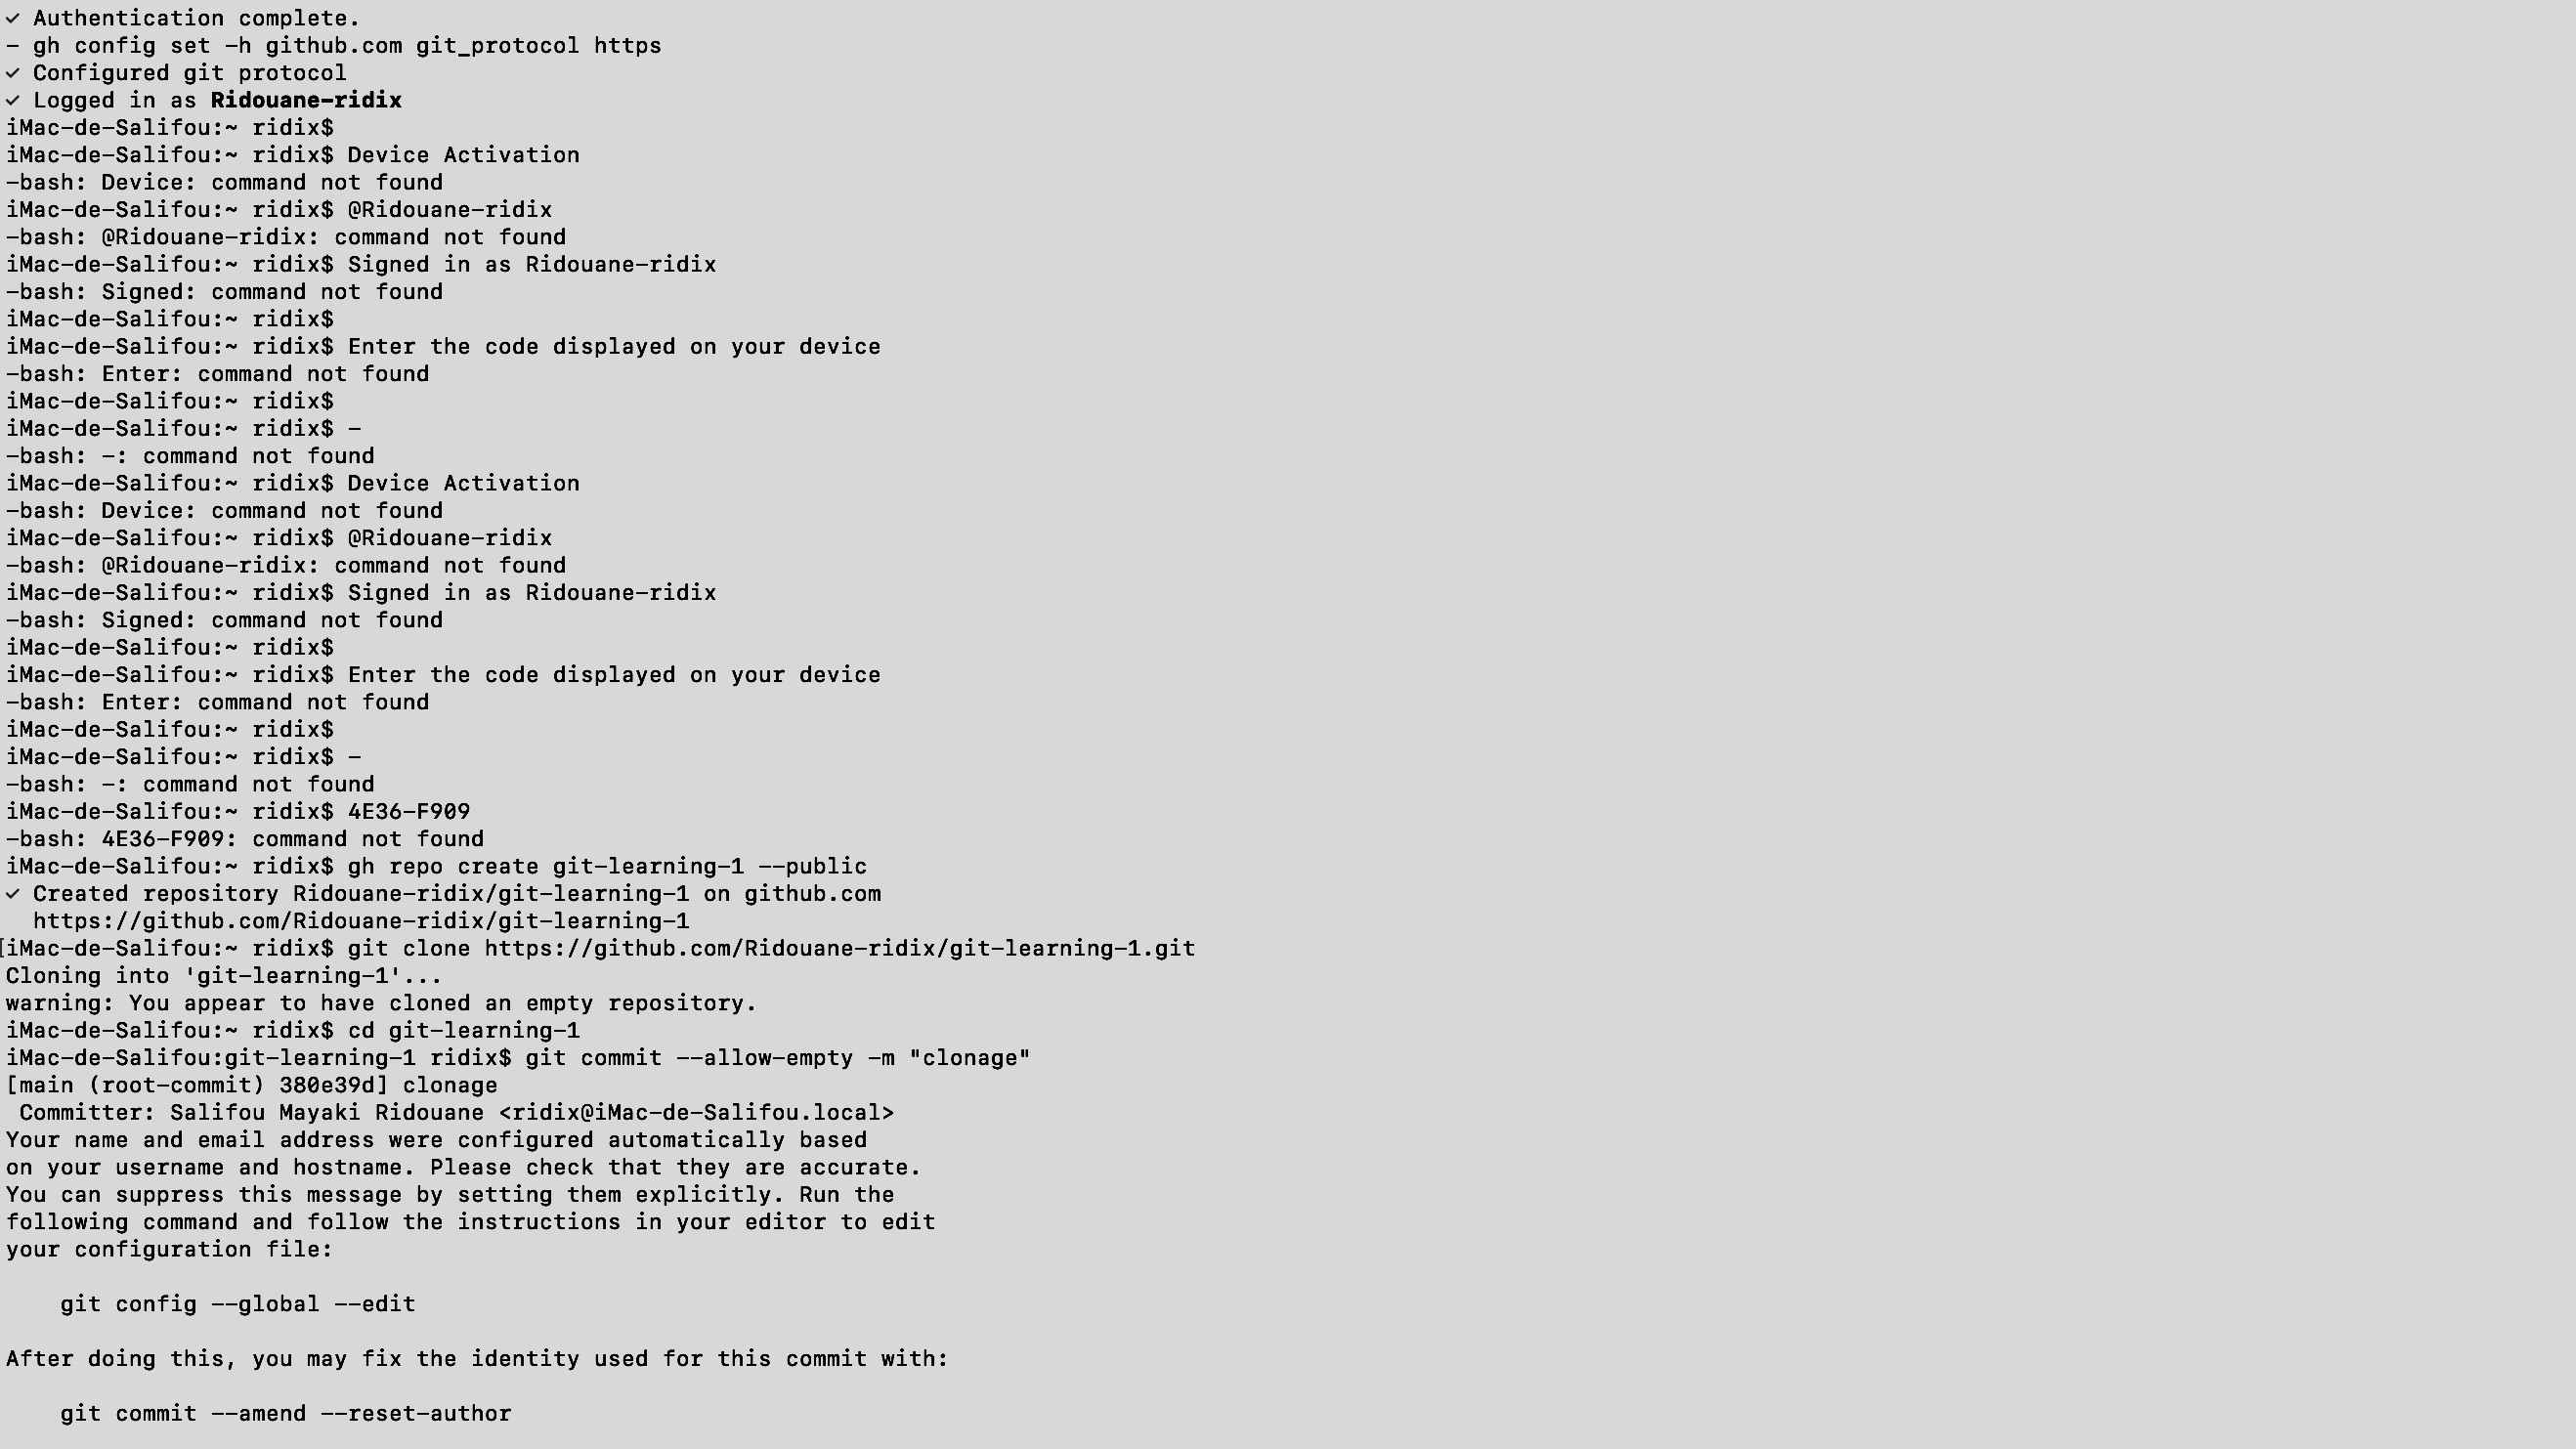 ✓ Authentication complete.
- gh config set -h github.com git_protocol https
✓ Configured git protocol
✓ Logged in as Ridouane-ridix
iMac-de-Salifou:~ ridix$
iMac-de-Salifou:~ ridix$ Device Activation
-bash: Device: command not found
iMac-de-Salifou:~ ridix$ @Ridouane-ridix
-bash: @Ridouane-ridix: command not found
iMac-de-Salifou:~ ridix$ Signed in as Ridouane-ridix
-bash: Signed: command not found
iMac-de-Salifou:~ ridix$
iMac-de-Salifou:~ ridix$ Enter the code displayed on your device
-bash: Enter: command not found
iMac-de-Salifou:~ ridix$
iMac-de-Salifou:~ ridix$ -
-bash: -: command not found
iMac-de-Salifou:~ ridix$ Device Activation
-bash: Device: command not found
iMac-de-Salifou:~ ridix$ @Ridouane-ridix
-bash: @Ridouane-ridix: command not found
iMac-de-Salifou:~ ridix$ Signed in as Ridouane-ridix
-bash: Signed: command not found
iMac-de-Salifou:~ ridix$
iMac-de-Salifou:~ ridix$ Enter the code displayed on your device
-bash: Enter: command not found
iMac-de-Salifou:~ ridix$
iMac-de-Salifou:~ ridix$ -
-bash: -: command not found
iMac-de-Salifou:~ ridix$ 4E36-F909
-bash: 4E36-F909: command not found
iMac-de-Salifou:~ ridix$ gh repo create git-learning-1 --public
✓ Created repository Ridouane-ridix/git-learning-1 on github.com
  https://github.com/Ridouane-ridix/git-learning-1
[iMac-de-Salifou:~ ridix$ git clone https://github.com/Ridouane-ridix/git-learning-1.git
Cloning into 'git-learning-1'...
warning: You appear to have cloned an empty repository.
iMac-de-Salifou:~ ridix$ cd git-learning-1
iMac-de-Salifou:git-learning-1 ridix$ git commit --allow-empty -m "clonage"
[main (root-commit) 380e39d] clonage
 Committer: Salifou Mayaki Ridouane <ridix@iMac-de-Salifou.local>
Your name and email address were configured automatically based
on your username and hostname. Please check that they are accurate.
You can suppress this message by setting them explicitly. Run the
following command and follow the instructions in your editor to edit
your configuration file:
    git config --global --edit
After doing this, you may fix the identity used for this commit with:
    git commit --amend --reset-author